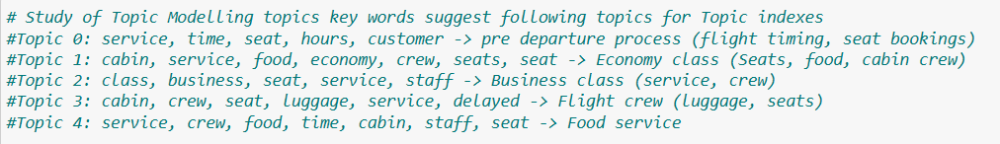 # Study of Topic Modelling topics key words suggest following topics for Topic indexes
#Topic 0: service, time, seat, hours, customer -> pre departure process (flight timing, seat bookings)
#Topic 1: cabin, service, food, economy, crew, seats, seat -> Economy class (Seats, food, cabin crew)
#Topic 2: class, business, seat, service, staff -> Business class (service, crew)
#Topic 3: cabin, crew, seat, luggage, service, delayed -> Flight crew (luggage, seats)
#Topic 4: service, crew, food, time, cabin, staff, seat -> Food service